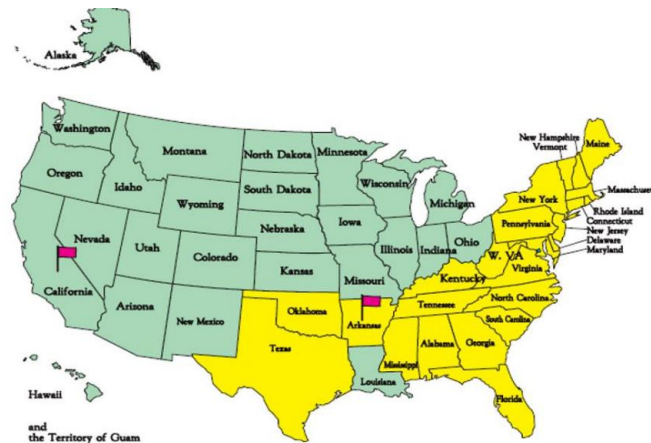 Alaska
Washington
Montana
North Dakota
Minnesota
New Hampshire
Vermont
Maine
Oregon
Idaho
Wyoming
South Dakota
Wisconsin
Michigan
New York
Massachuset
Rhode Island
Connecticut
New Jersey
Delaware
Maryland
Nevada
Utah
Colorado
Nebraska
Iowa
Illinois
Indiana
Ohio
Pennsylvania
W. VA
Virginia
California
Kansas
Missouri
Kentucky
Arizona
New Mexico
Oklahoma
Arkansas
Tennessee
North Carolina
South Carolina
Texas
Louisiana
Mississippi
Alabama
Georgia
Florida
Hawaii
and
the Territory of Guam